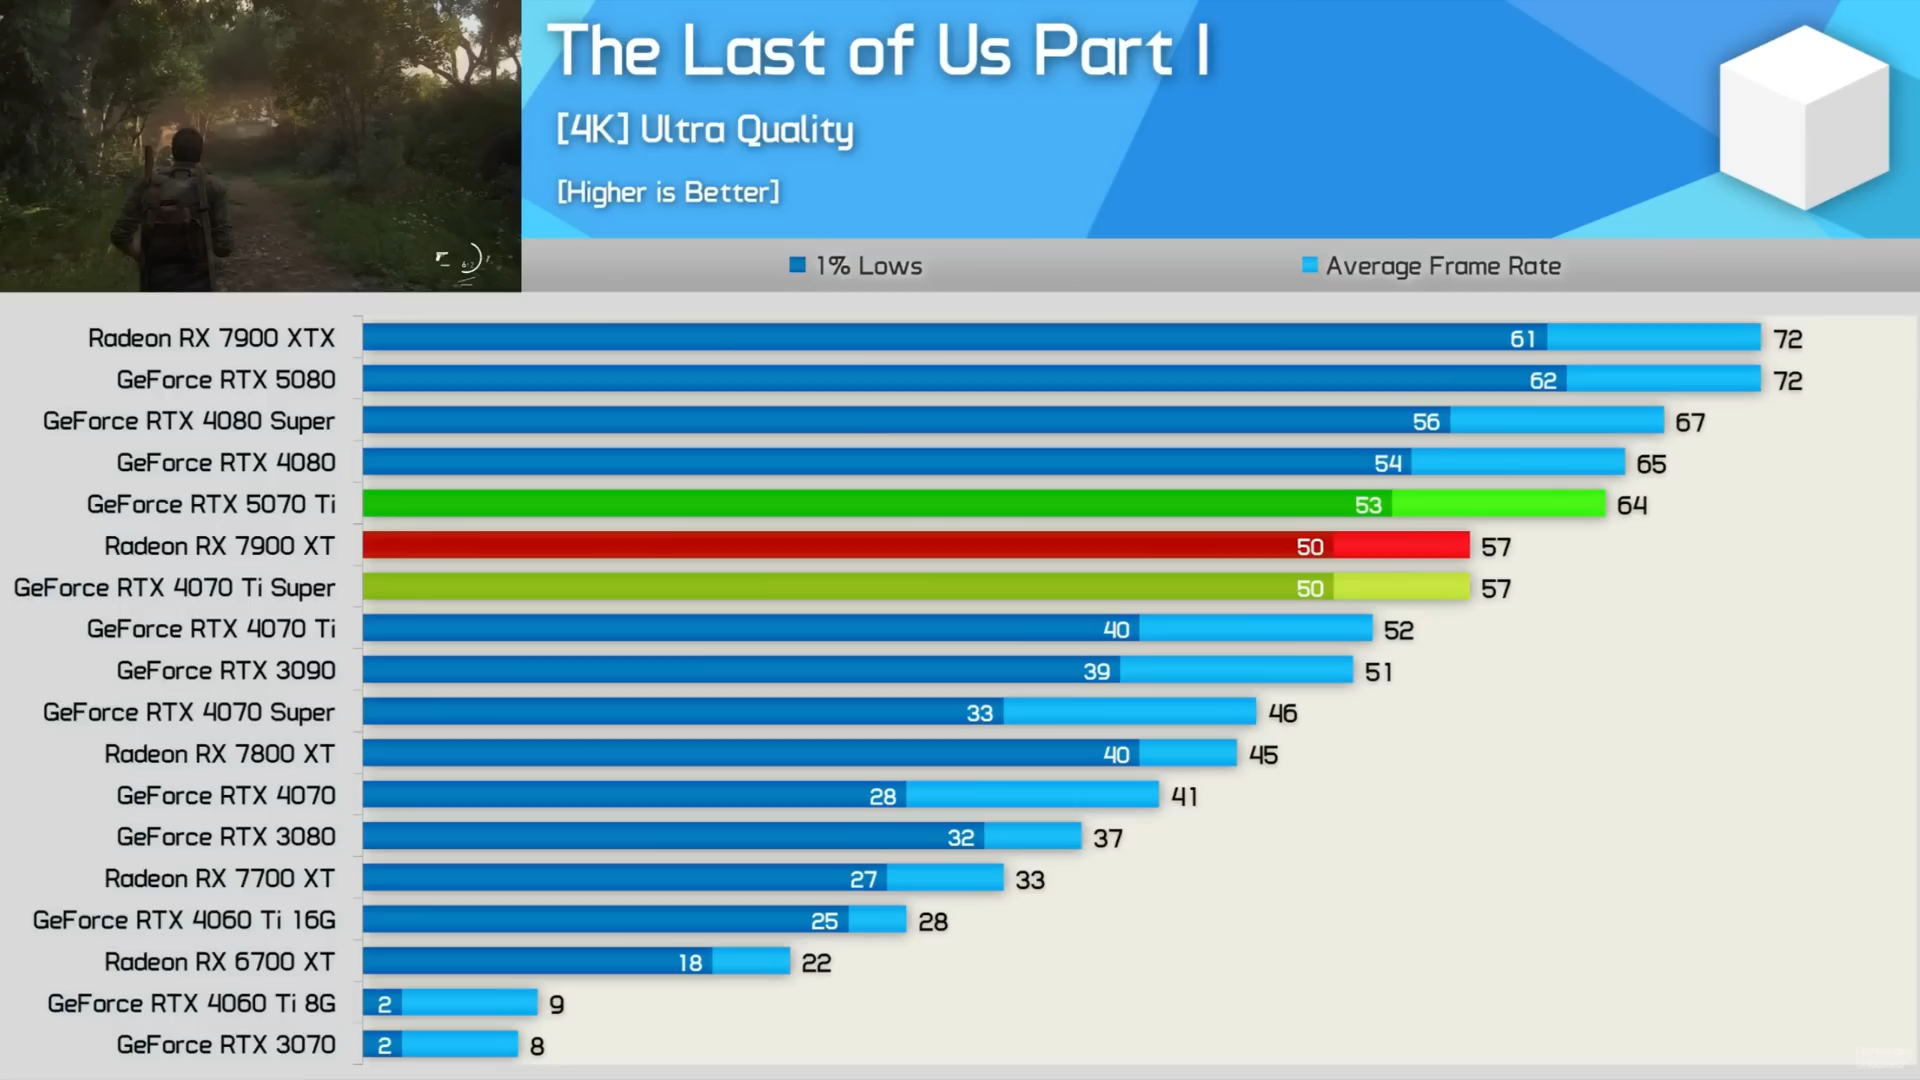 The Last of Us Part I
[4K] Ultra Quality
[Higher is Better]
1% Lows
Average Frame Rate
Radeon RX 7900 XTX 61 72
GeForce RTX 5080 62 72
GeForce RTX 4080 Super 56 67
GeForce RTX 4080 54 65
GeForce RTX 5070 Ti 53 64
Radeon RX 7900 XT 50 57
GeForce RTX 4070 Ti Super 50 57
GeForce RTX 4070 Ti 40 52
GeForce RTX 3090 39 51
GeForce RTX 4070 Super 33 46
Radeon RX 7800 XT 40 45
GeForce RTX 4070 28 41
GeForce RTX 3080 32 37
Radeon RX 7700 XT 27 33
GeForce RTX 4060 Ti 16G 25 28
Radeon RX 6700 XT 18 22
GeForce RTX 4060 Ti 8G 2 9
GeForce RTX 3070 2 8